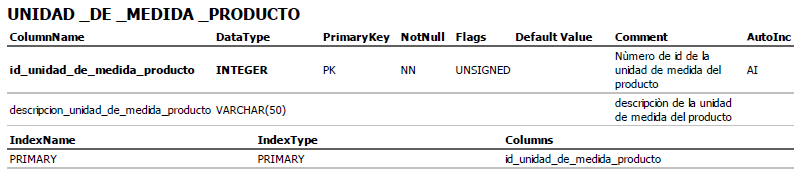 UNIDAD _DE _MEDIDA _PRODUCTO
ColumnName DataType PrimaryKey NotNull Flags Default Value Comment AutoInc
id_unidad_de_medida_producto INTEGER PK NN UNSIGNED Nùmero de id de la unidad de medida del producto AI
descripcion_unidad_de_medida_producto VARCHAR(50) descripciòn de la unidad de medida del producto
IndexName IndexType Columns
PRIMARY PRIMARY id_unidad_de_medida_producto